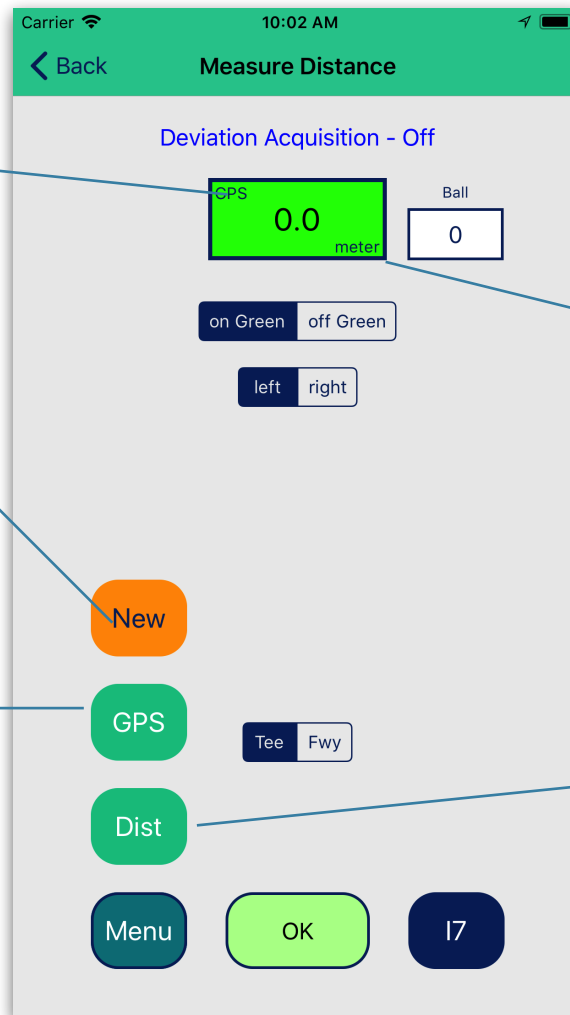 Carrier 10:02 AM
Back Measure Distance
Deviation Acquisition - Off
GPS
0.0
meter
Ball
0
on Green off Green
left right
New
GPS
Tee Fwy
Dist
Menu OK I7